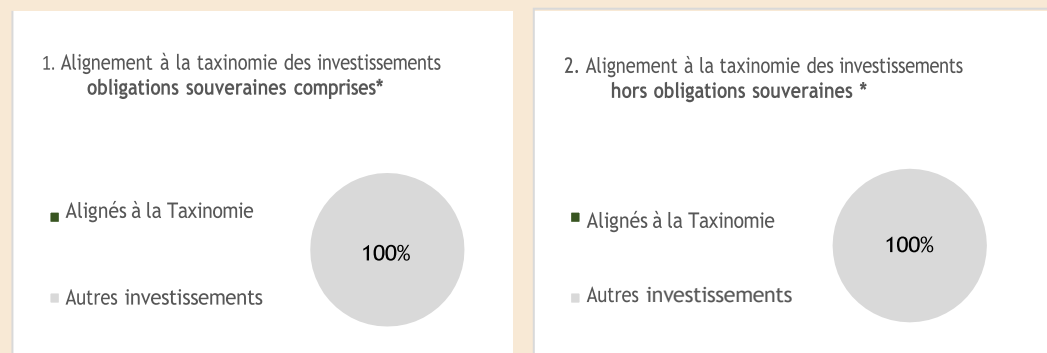 1. Alignement à la taxinomie des investissements
obligations souveraines comprises*
Alignés à la Taxinomie
100%
Autres investissements
2. Alignement à la taxinomie des investissements
hors obligations souveraines *
Alignés à la Taxinomie
100%
Autres investissements